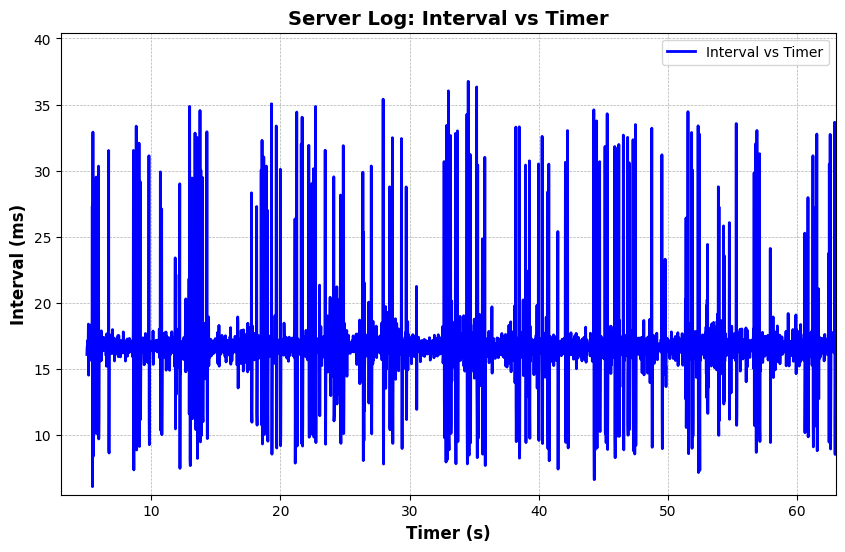 Server Log: Interval vs Timer
Interval vs Timer
40
35
30
25
20
15
10
Interval (ms)
10 20 30 40 50 60
Timer (s)